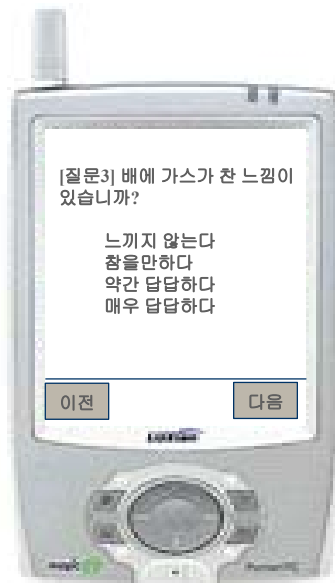 [질문3] 배에 가스가 찬 느낌이
있습니까?
느끼지 않는다
참을만하다
약간 답답하다
매우 답답하다
이전
다음